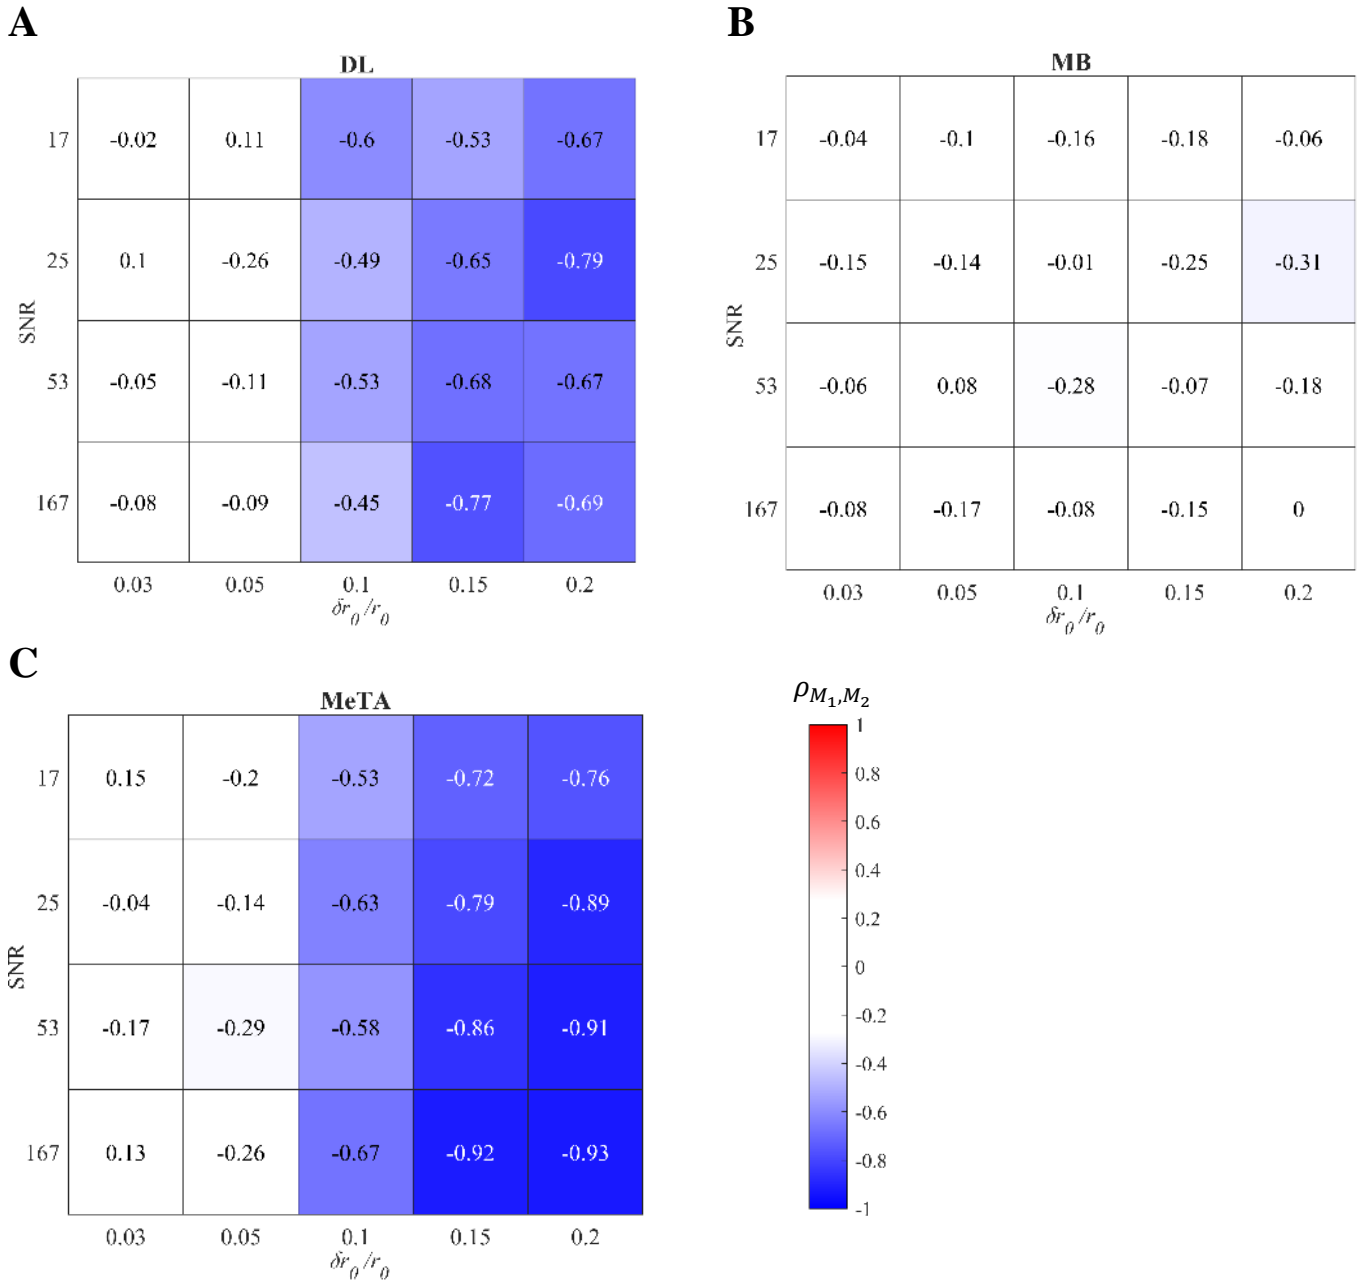 A
DL
17 -0.02 0.11 -0.6 -0.53 -0.67
25 0.1 -0.26 -0.49 -0.65 -0.79
53 -0.05 -0.11 -0.53 -0.68 -0.67
167 -0.08 -0.09 -0.45 -0.77 -0.69
SNR
0.03 0.05 0.1 0.15 0.2
δr₀/r₀
B
MB
17 -0.04 -0.1 -0.16 -0.18 -0.06
25 -0.15 -0.14 -0.01 -0.25 -0.31
53 -0.06 0.08 -0.28 -0.07 -0.18
167 -0.08 -0.17 -0.08 -0.15 0
SNR
0.03 0.05 0.1 0.15 0.2
δr₀/r₀
C
MeTA
17 0.15 -0.2 -0.53 -0.72 -0.76
25 -0.04 -0.14 -0.63 -0.79 -0.89
53 -0.17 -0.29 -0.58 -0.86 -0.91
167 0.13 -0.26 -0.67 -0.92 -0.93
SNR
0.03 0.05 0.1 0.15 0.2
δr₀/r₀
ρM₁,M₂
1
0.8
0.6
0.4
0.2
0
-0.2
-0.4
-0.6
-0.8
-1